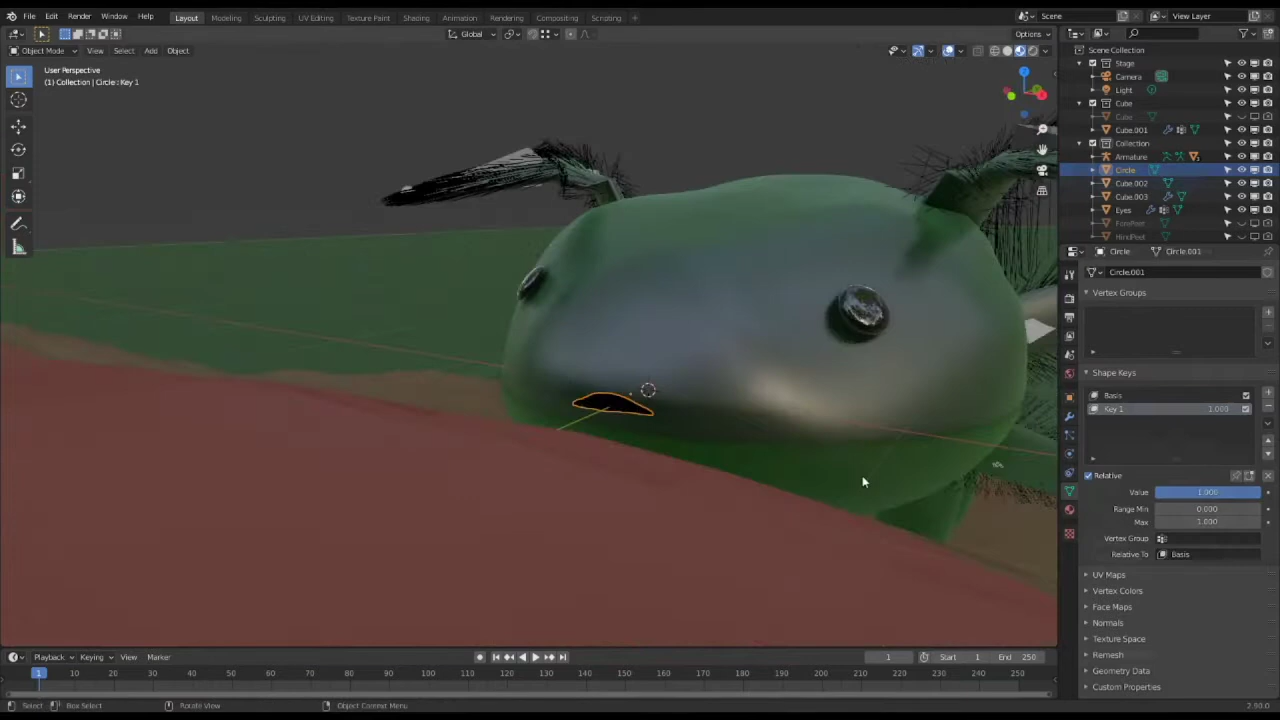 File Edit Render Window Help Layout Modeling Sculpting UV Editing Texture Paint Shading Animation Rendering Compositing Scripting + Scene View Layer
Global Options
Object Mode View Select Add Object
User Perspective
(1) Collection | Circle : Key 1
Scene Collection
Stage
Camera
Light
Cube
Cube
Cube.001
Collection
Armature
Circle
Cube.002
Cube.003
Eyes
Circle Circle.001
Circle.001
Vertex Groups
Shape Keys
Basis
Key 1 1.000
Relative
Value 1.000
Range Min 0.000
Max 1.000
Vertex Group
Relative To Basis
UV Maps
Vertex Colors
Face Maps
Normals
Texture Space
Remesh
Geometry Data
Custom Properties
Playback Keying View Marker 1 Start 1 End 250
1 10 20 30 40 50 60 70 80 90 100 110 120 130 140 150 160 170 180 190 200 210 220 230 240 250
Select Box Select Rotate View Object Context Menu 2.90.0